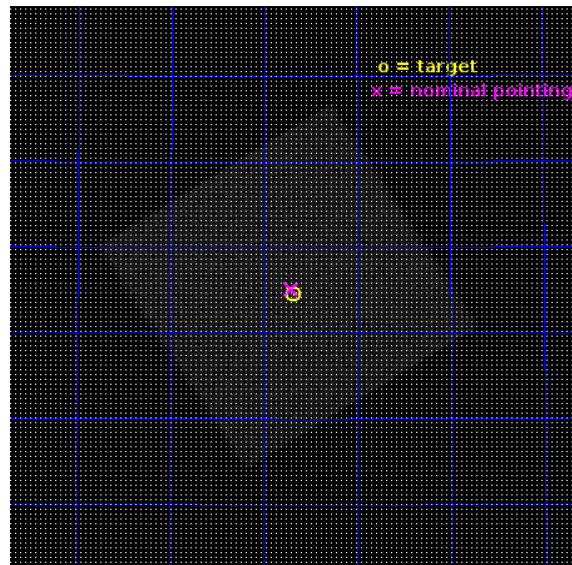 o = target
x = nominal pointing